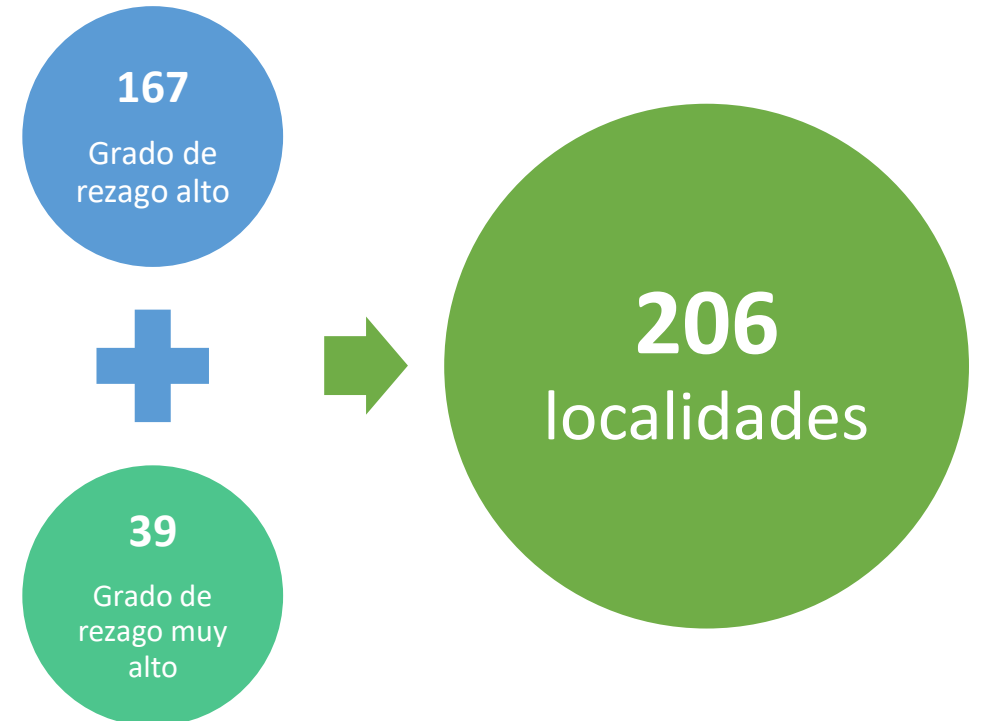 167
Grado de
rezago alto
39
Grado de
rezago muy
alto
206
localidades